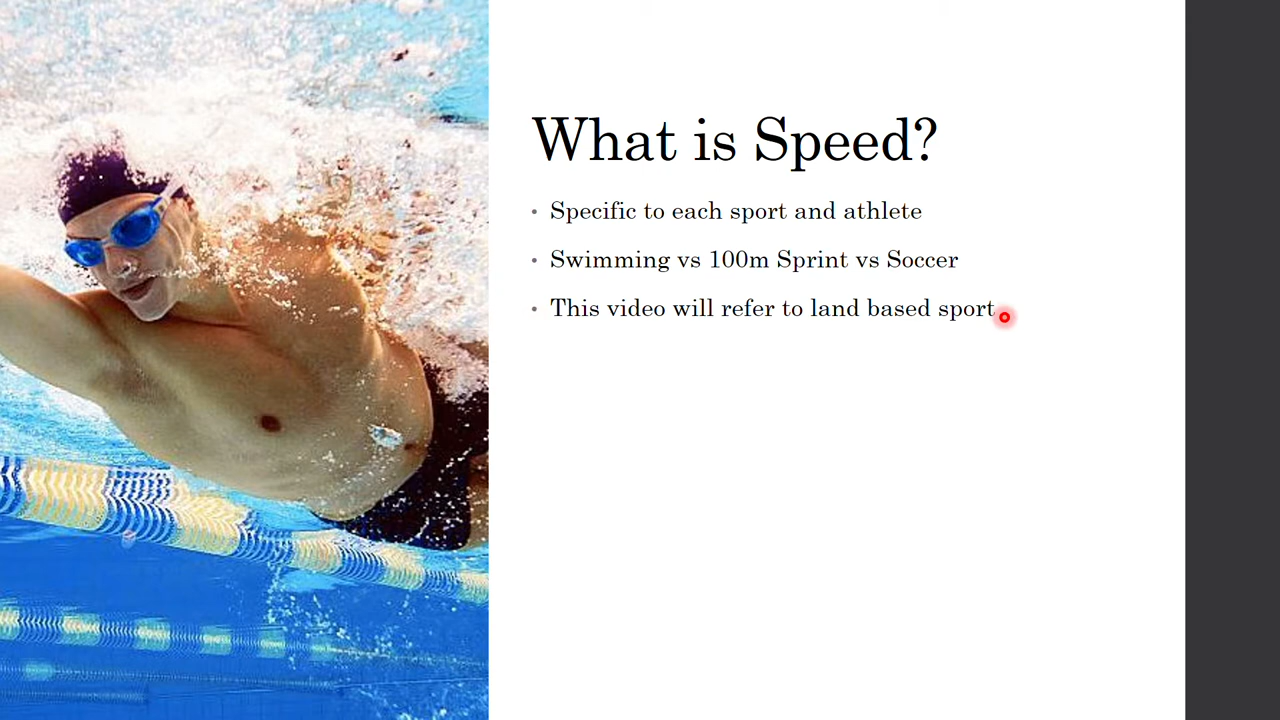 What is Speed?
• Specific to each sport and athlete
• Swimming vs 100m Sprint vs Soccer
• This video will refer to land based sport